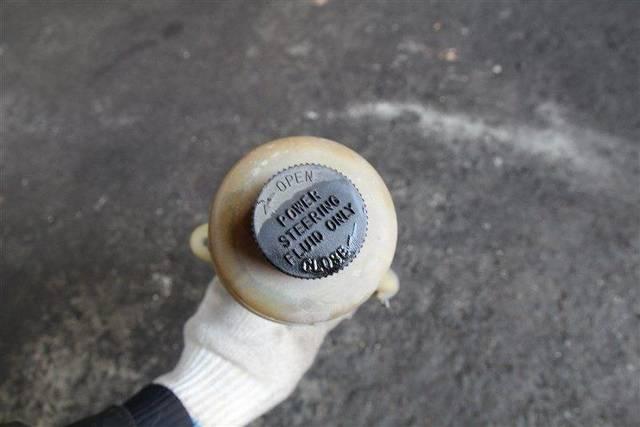 OPEN
POWER
STEERING
FLUID ONLY
CLOSE